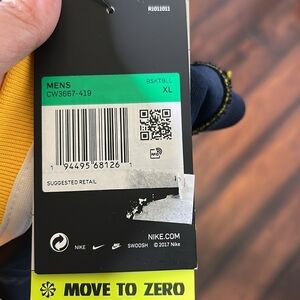 R1011011
MENS BSKTBLL
CW3667-419 XL
1 94495 68126 1
SUGGESTED RETAIL
NIKE.COM
NIKE SWOOSH © 2017 Nike
MOVE TO ZERO